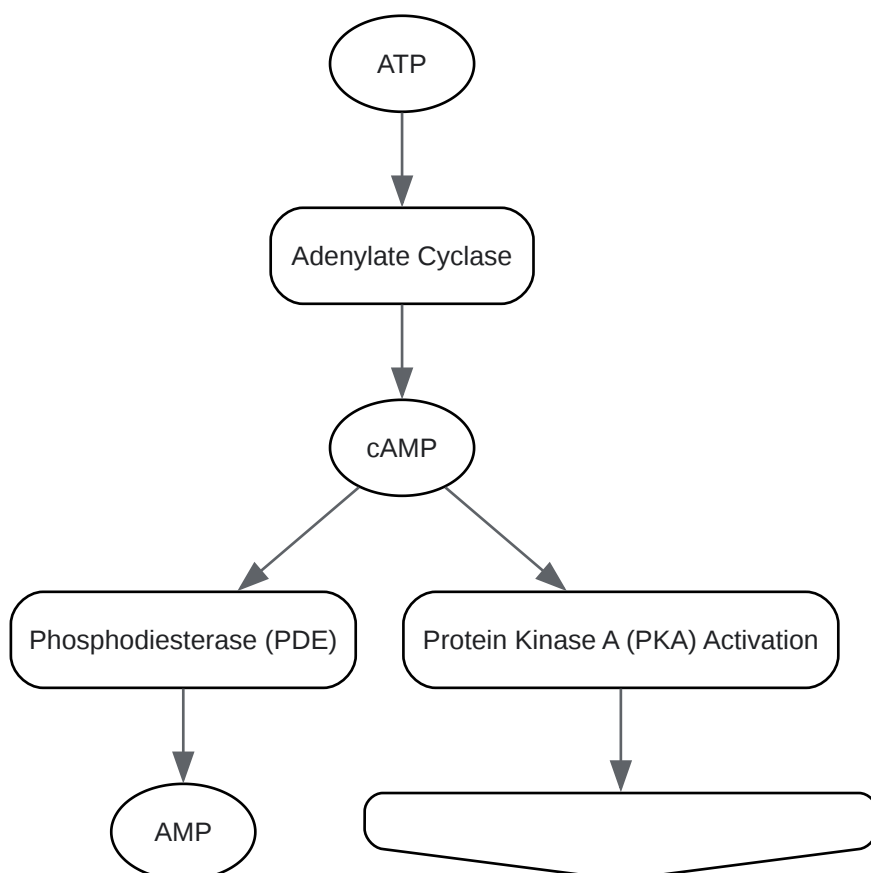 ATP
Adenylate Cyclase
cAMP
Phosphodiesterase (PDE)
Protein Kinase A (PKA) Activation
AMP